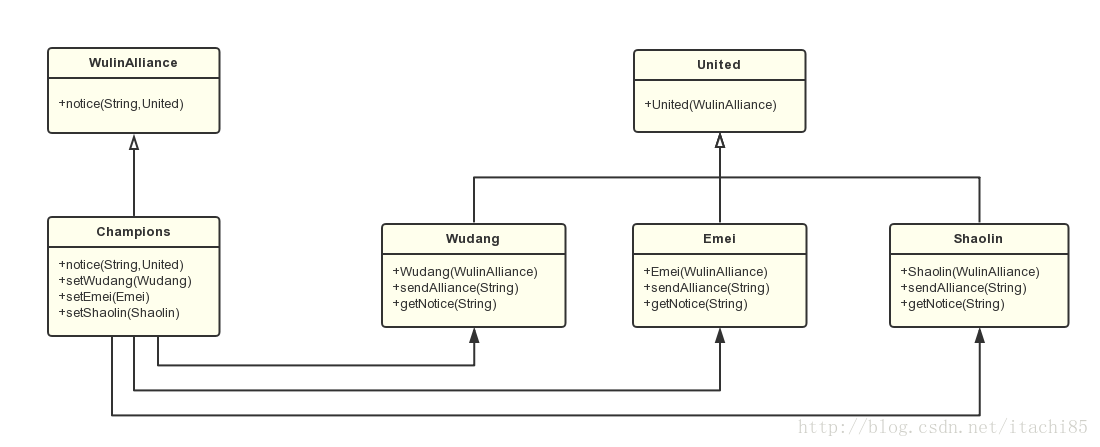 WulinAlliance
+notice(String,United)
United
+United(WulinAlliance)
Champions
+notice(String,United)
+setWudang(Wudang)
+setEmei(Emei)
+setShaolin(Shaolin)
Wudang
+Wudang(WulinAlliance)
+sendAlliance(String)
+getNotice(String)
Emei
+Emei(WulinAlliance)
+sendAlliance(String)
+getNotice(String)
Shaolin
+Shaolin(WulinAlliance)
+sendAlliance(String)
+getNotice(String)
http://blog.csdn.net/itachi85